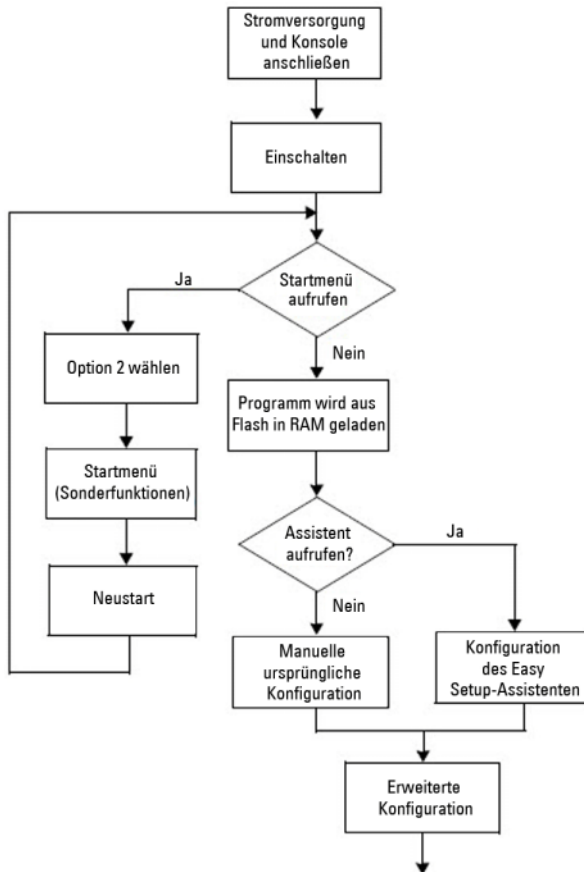 Stromversorgung
und Konsole
anschließen
Einschalten
Startmenü
aufrufen
Ja
Nein
Option 2 wählen
Programm wird aus
Flash in RAM geladen
Startmenü
(Sonderfunktionen)
Assistent
aufrufen?
Ja
Nein
Neustart
Manuelle
ursprüngliche
Konfiguration
Konfiguration
des Easy
Setup-Assistenten
Erweiterte
Konfiguration